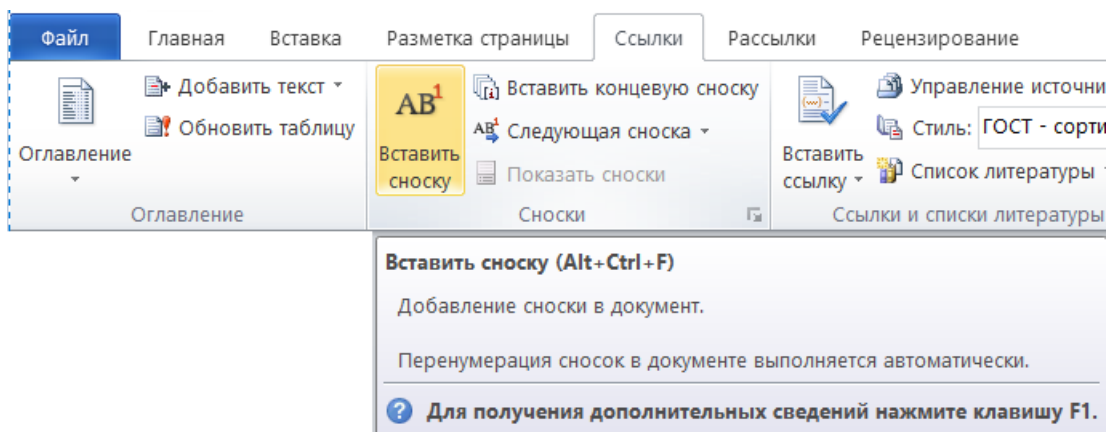 Файл Главная Вставка Разметка страницы Ссылки Рассылки Рецензирование
Оглавление
Добавить текст
Обновить таблицу
Оглавление
AB1
Вставить
сноску
Вставить концевую сноску
AB1 Следующая сноска
Показать сноски
Сноски
Вставить
ссылку
Управление источни
Стиль: ГОСТ - сорти
Список литературы
Ссылки и списки литературы
Вставить сноску (Alt+Ctrl+F)
Добавление сноски в документ.
Перенумерация сносок в документе выполняется автоматически.
Для получения дополнительных сведений нажмите клавишу F1.